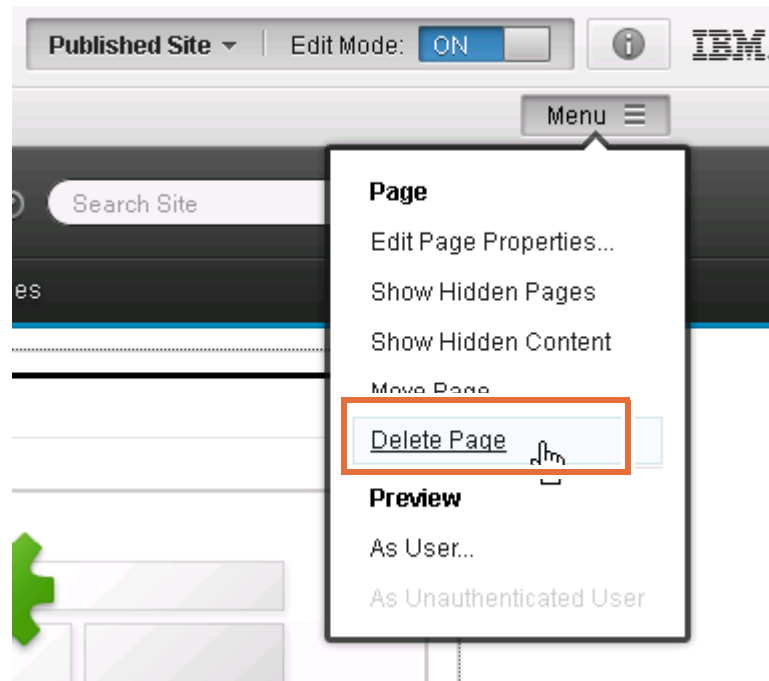 Published Site Edit Mode: ON IBM.
Menu
Search Site
Page
Edit Page Properties...
es
Show Hidden Pages
Show Hidden Content
Move Page
Delete Page
Preview
As User...
As Unauthenticated User